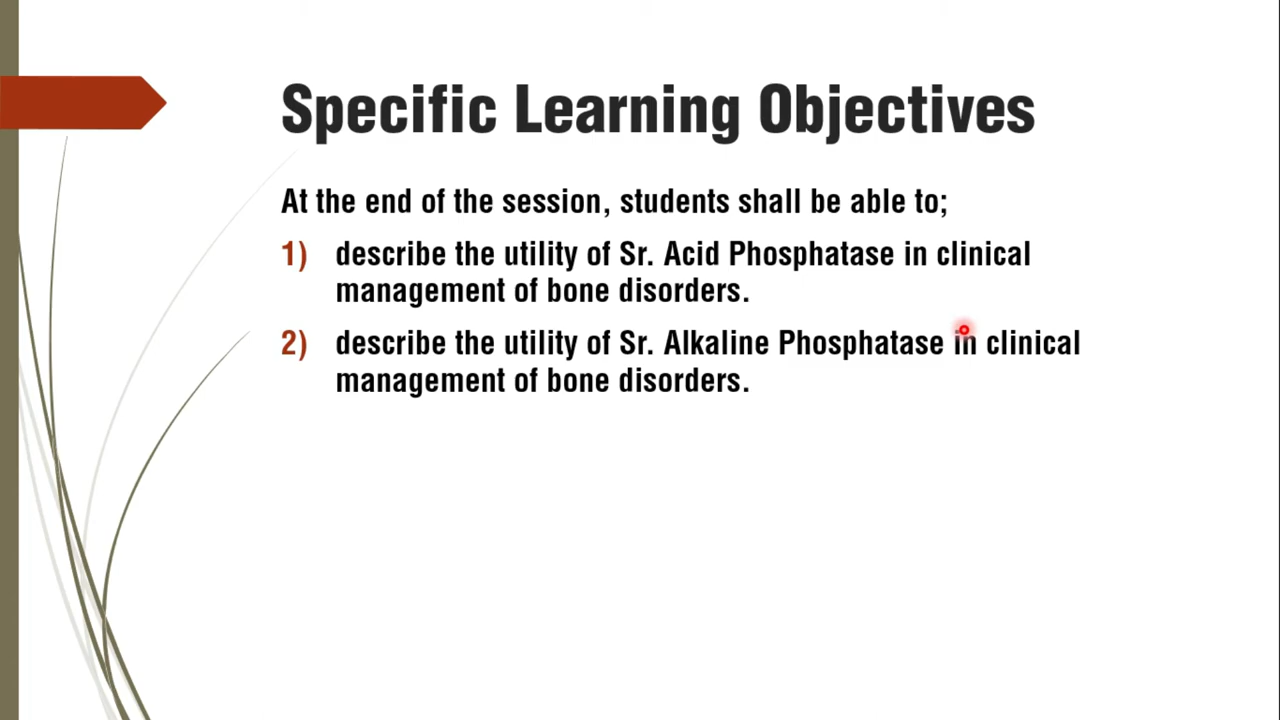 Specific Learning Objectives
At the end of the session, students shall be able to;
1) describe the utility of Sr. Acid Phosphatase in clinical
management of bone disorders.
2) describe the utility of Sr. Alkaline Phosphatase in clinical
management of bone disorders.